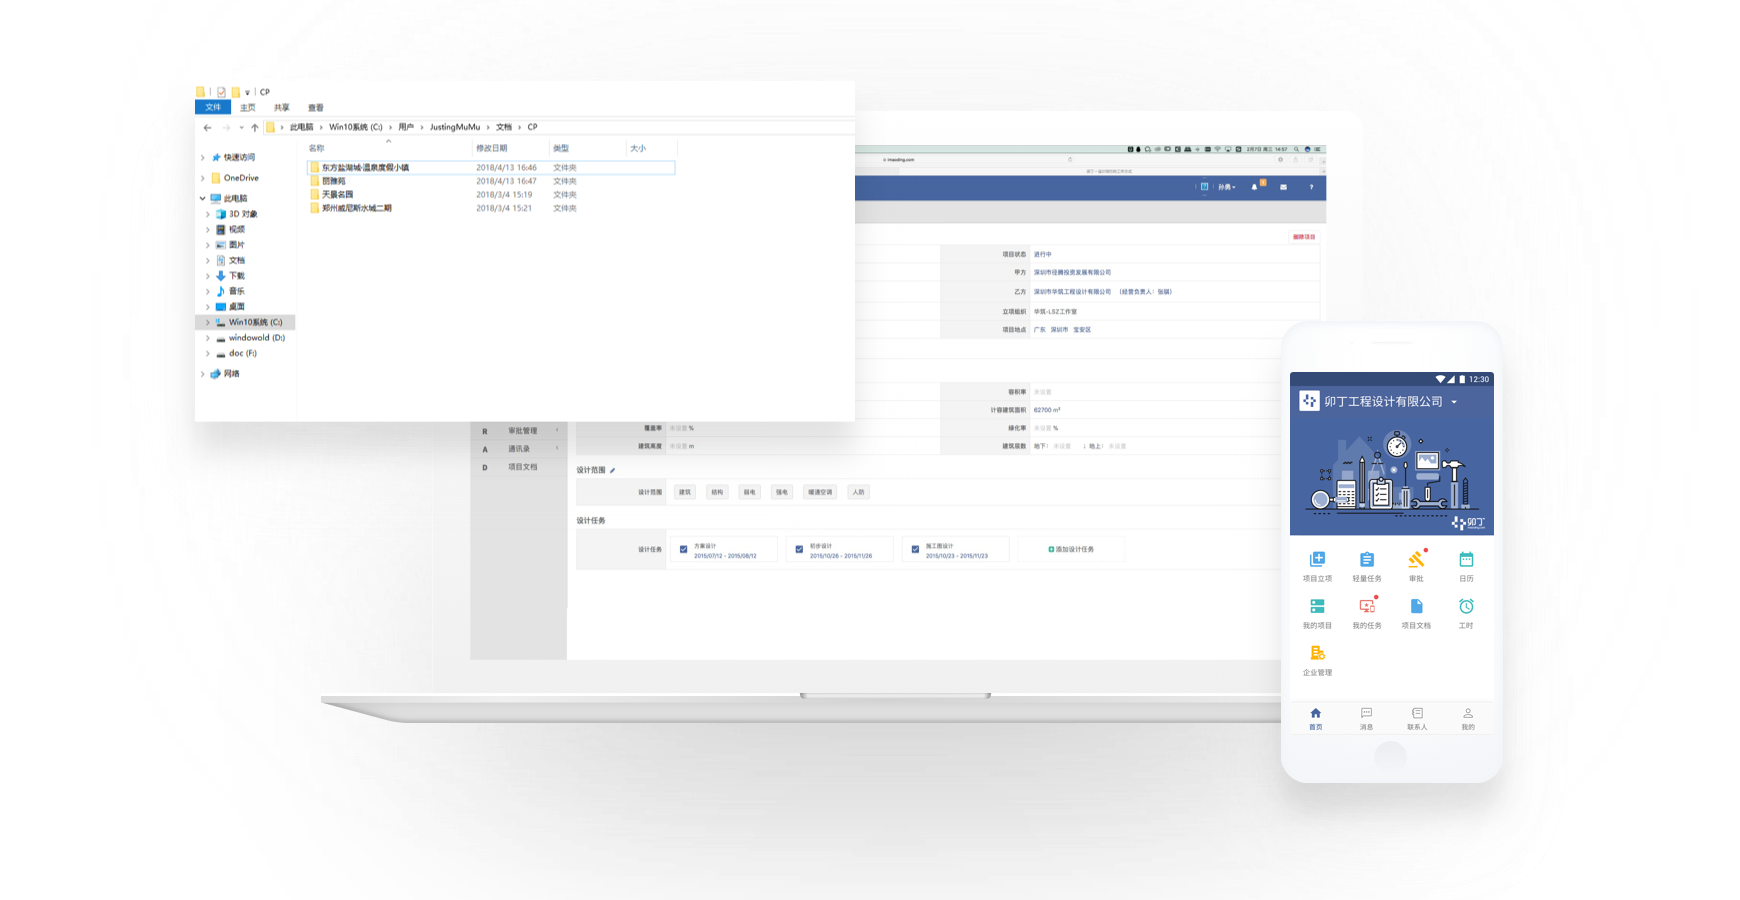 CP
文件 主页 共享 查看
此电脑 › Win10系统 (C:) › 用户 › JustingMuMu › 文档 › CP
名称 修改日期 类型 大小
东方盐湖城-温泉度假小镇 2018/4/13 16:46 文件夹
丽雅苑 2018/4/13 16:47 文件夹
天景名园 2018/3/4 15:19 文件夹
郑州威尼斯水城二期 2018/3/4 15:21 文件夹
快速访问
OneDrive
此电脑
3D 对象
视频
图片
文档
下载
音乐
桌面
Win10系统 (C:)
windowold (D:)
doc (F:)
网络
imaoding.com
孙勇
?
删除项目
项目状态 进行中
甲方 深圳市径腾投资发展有限公司
乙方 深圳市华筑工程设计有限公司
立项组织 华筑-LSZ工作室
项目地点 广东 深圳市 宝安区
容积率 未设置
计容建筑面积 62700 m²
覆盖率 未设置 % 绿化率 未设置 %
建筑高度 未设置 m 建筑层数 地下: 未设置 ; 地上: 未设置
R 审批管理
A 通讯录
D 项目文档
设计范围
设计范围 建筑 结构 弱电 强电 暖通空调 人防
设计任务
设计任务 方案设计 初步设计 施工图设计 添加设计任务
2015/07/12 - 2015/08/12 2015/10/26 - 2015/11/26 2015/10/23 - 2015/11/23
12:30
卯丁工程设计有限公司
卯丁
项目立项 轻量任务 审批 日历
我的项目 我的任务 项目文档 工时
企业管理
首页 消息 联系人 我的